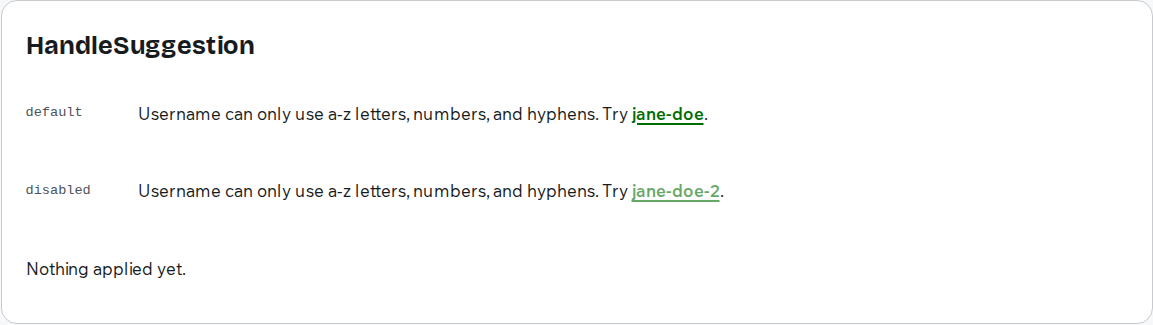 HandleSuggestion
default Username can only use a-z letters, numbers, and hyphens. Try jane-doe.
disabled Username can only use a-z letters, numbers, and hyphens. Try jane-doe-2.
Nothing applied yet.